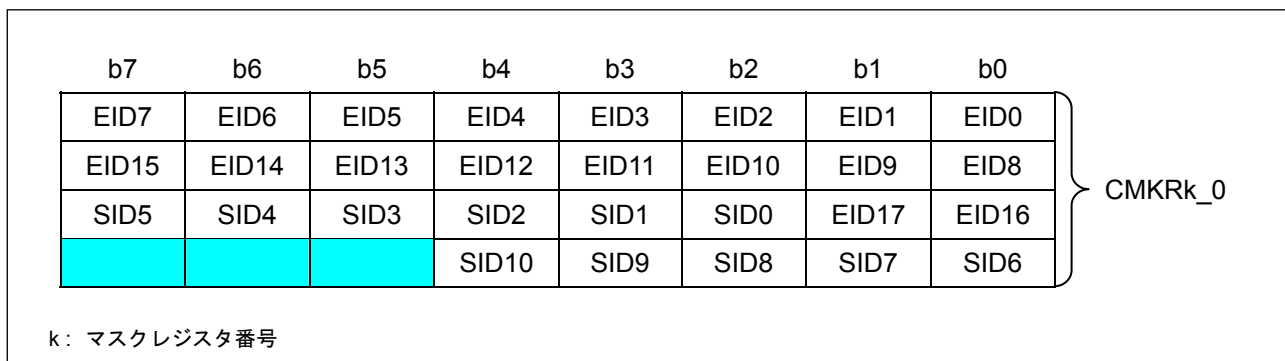 b7 b6 b5 b4 b3 b2 b1 b0
EID7 EID6 EID5 EID4 EID3 EID2 EID1 EID0
EID15 EID14 EID13 EID12 EID11 EID10 EID9 EID8
SID5 SID4 SID3 SID2 SID1 SID0 EID17 EID16
SID10 SID9 SID8 SID7 SID6
CMKRk_0
k : マスクレジスタ番号